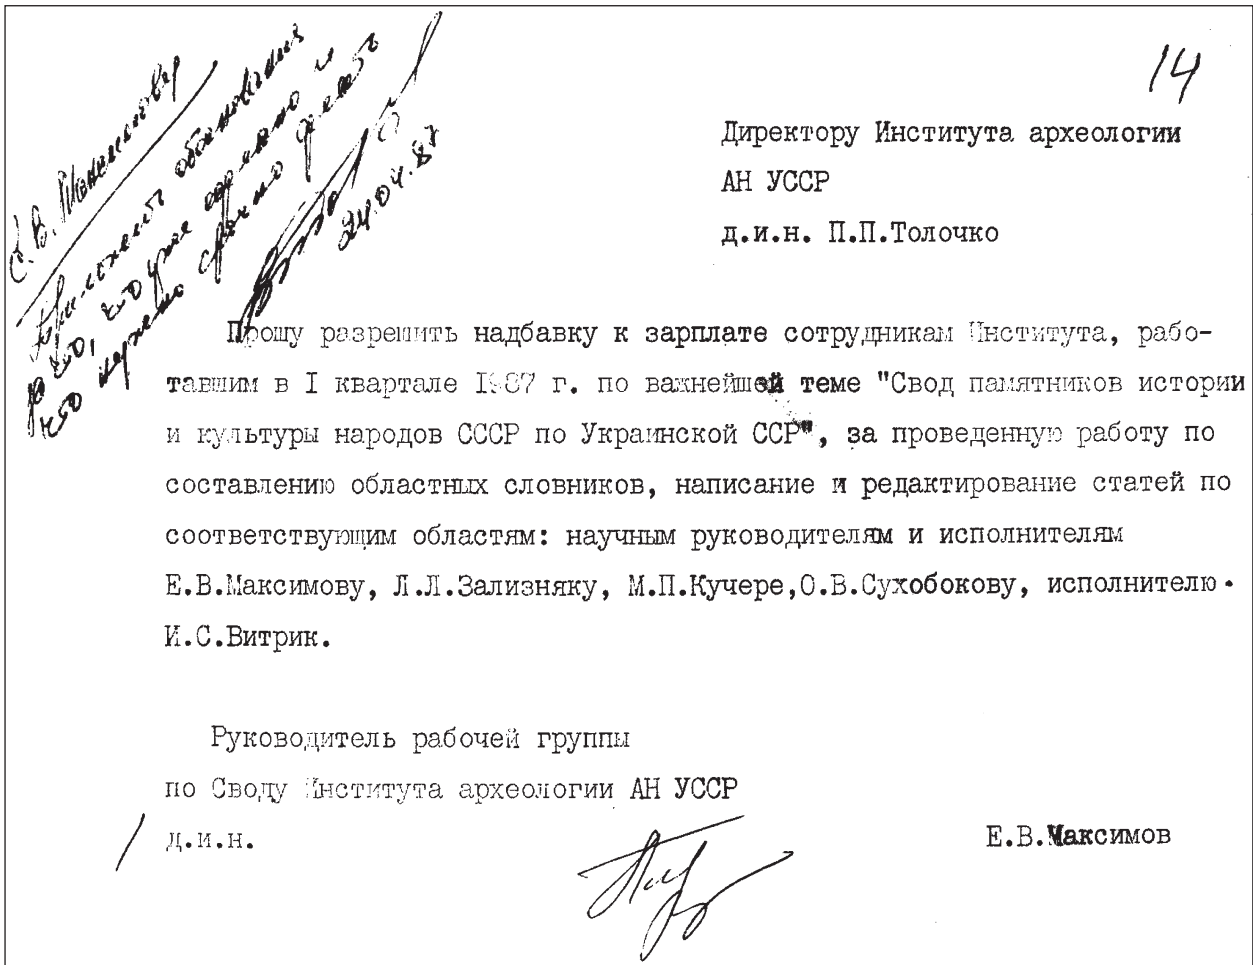 14
Е.В. Максимову
24.04.87
Директору Института археологии
АН УССР
д.и.н. П.П.Толочко
Прошу разрешить надбавку к зарплате сотрудникам Института, рабо-
тавшим в I квартале 1987 г. по важнейшей теме "Свод памятников истории
и культуры народов СССР по Украинской ССР", за проведенную работу по
составлению областных словников, написание и редактирование статей по
соответствующим областям: научным руководителям и исполнителям
Е.В.Максимову, Л.Л.Зализняку, М.П.Кучере,О.В.Сухобокову, исполнителю
И.С.Витрик.
Руководитель рабочей группы
по Своду Института археологии АН УССР
д.и.н.
Е.В.Максимов